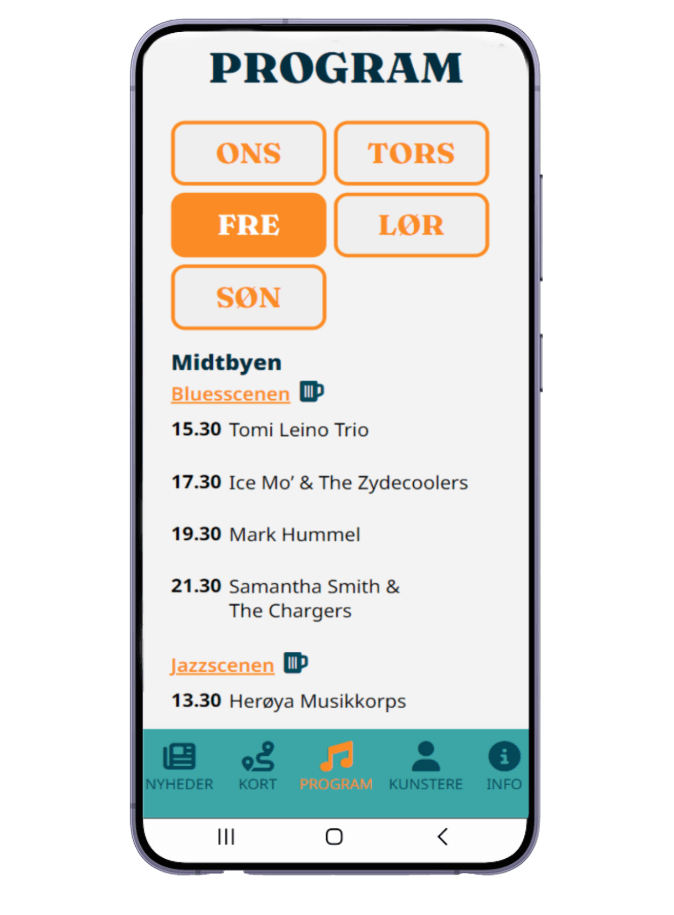 PROGRAM
ONS TORS
FRE LØR
SØN
Midtbyen
Bluesscenen
15.30 Tomi Leino Trio
17.30 Ice Mo’ & The Zydecoolers
19.30 Mark Hummel
21.30 Samantha Smith &
The Chargers
Jazzscenen
13.30 Herøya Musikkorps
NYHEDER KORT PROGRAM KUNSTERE INFO